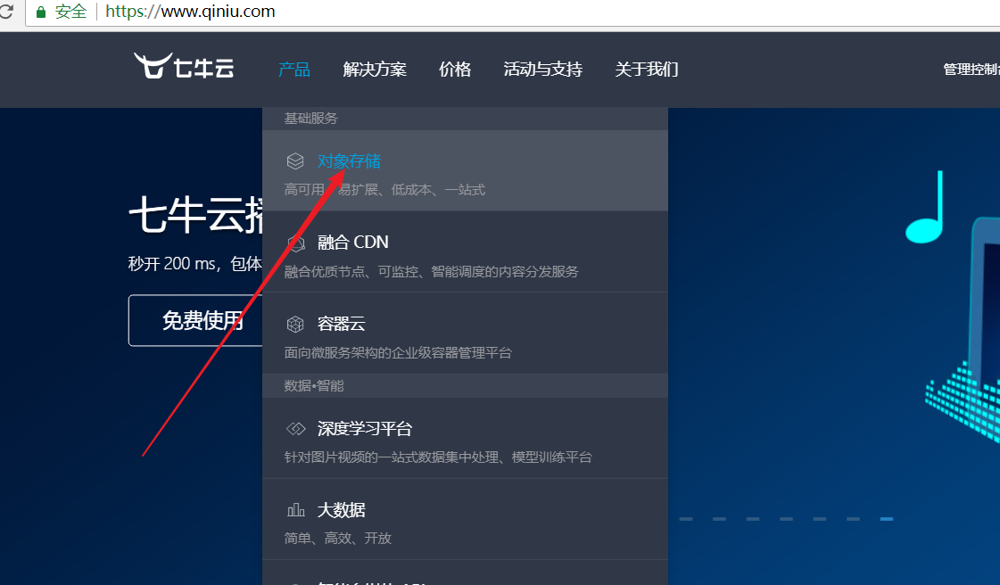 安全 https://www.qiniu.com
七牛云 产品 解决方案 价格 活动与支持 关于我们 管理控制台
基础服务
对象存储
高可用、易扩展、低成本、一站式
七牛云播
融合 CDN
秒开 200 ms，包体
融合优质节点、可监控、智能调度的内容分发服务
免费使用
容器云
面向微服务架构的企业级容器管理平台
数据•智能
深度学习平台
针对图片视频的一站式数据集中处理、模型训练平台
大数据
简单、高效、开放